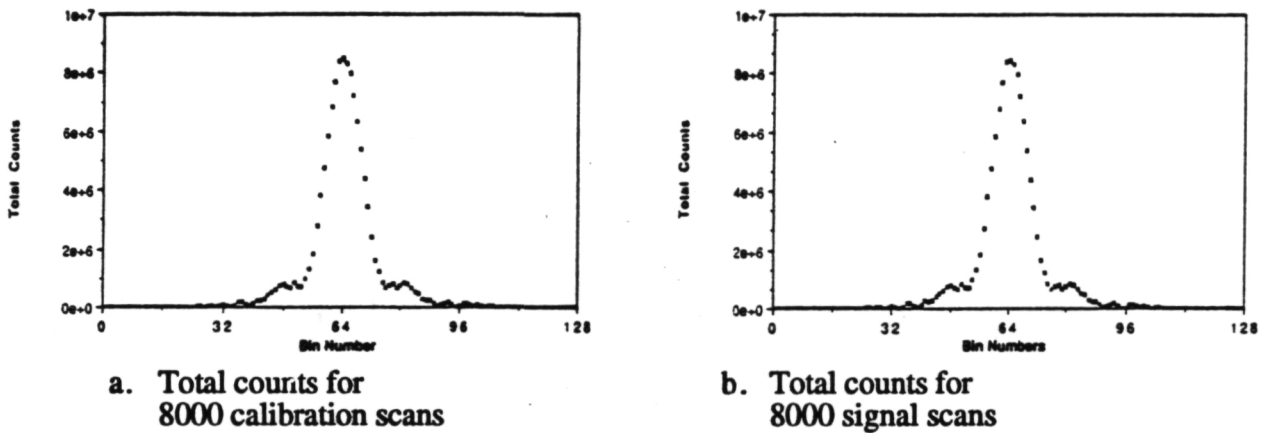 1e+7
8e+6
6e+6
4e+6
2e+6
0e+0
Total Counts
0 32 64 96 128
Bin Number
a. Total counts for
8000 calibration scans
1e+7
8e+6
6e+6
4e+6
2e+6
0e+0
Total Counts
0 32 64 96 128
Bin Numbers
b. Total counts for
8000 signal scans